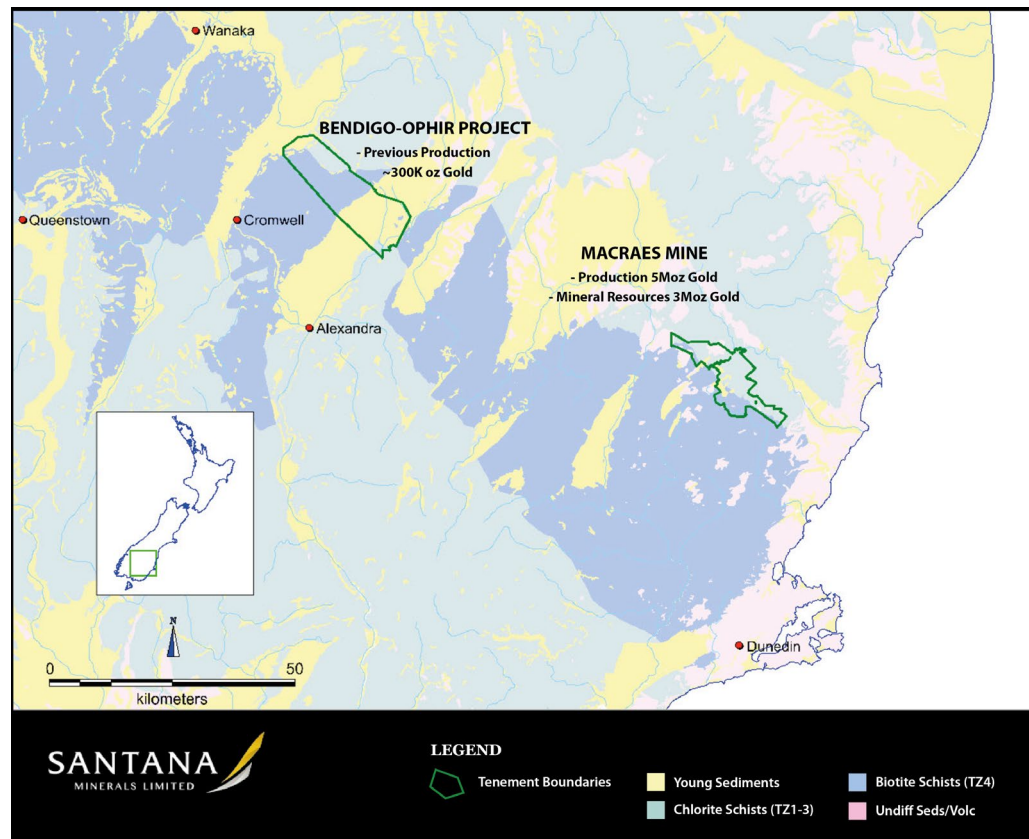 Wanaka
BENDIGO-OPHIR PROJECT
- Previous Production
~300K oz Gold
Queenstown
Cromwell
MACRAES MINE
- Production 5Moz Gold
- Mineral Resources 3Moz Gold
Alexandra
N
Dunedin
0 50
kilometers
SANTANA
MINERALS LIMITED
LEGEND
Tenement Boundaries
Young Sediments
Biotite Schists (TZ4)
Chlorite Schists (TZ1-3)
Undiff Seds/Volc